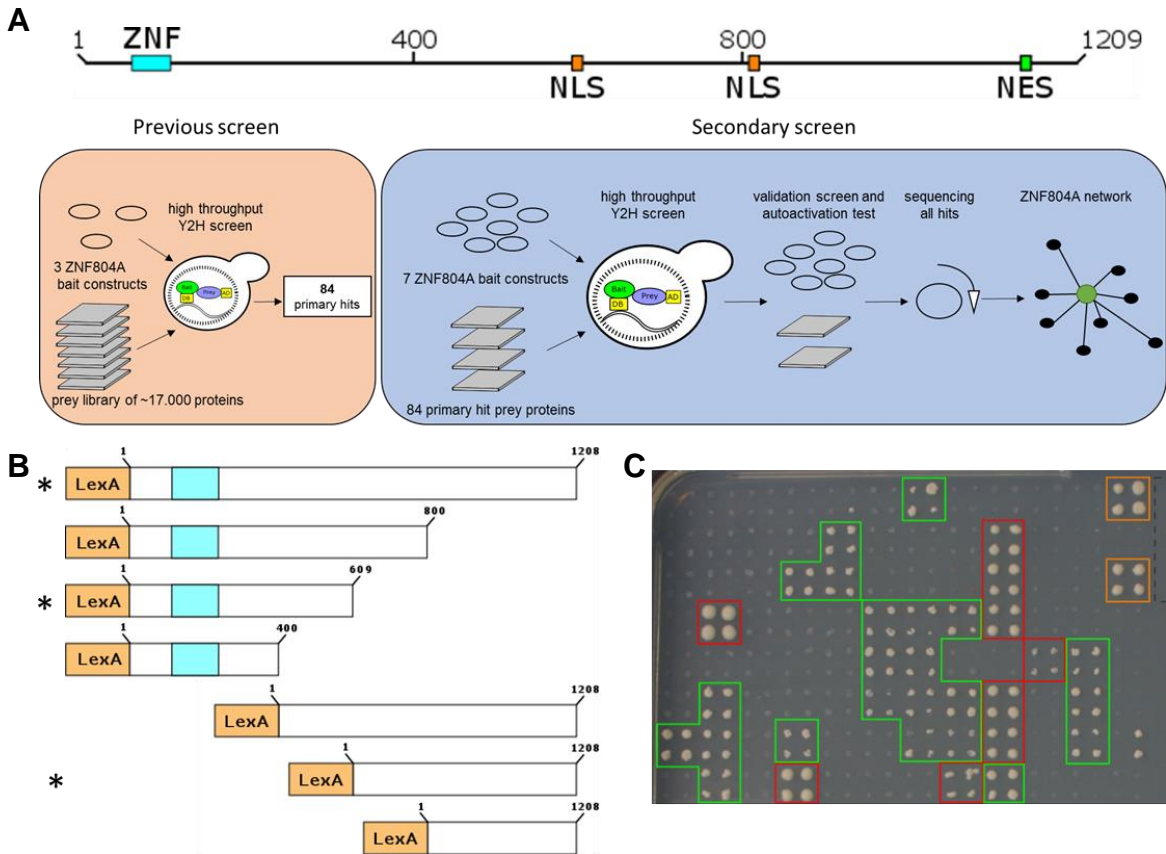 A
1
ZNF
400
800
1209
NLS
NLS
NES
Previous screen
Secondary screen
high throughput
Y2H screen
3 ZNF804A
bait constructs
Bait
Prey
AD
DB
84
primary hits
prey library of ~17.000 proteins
high throughput
Y2H screen
7 ZNF804A bait constructs
Bait
Prey
AD
DB
84 primary hit prey proteins
validation screen and
autoactivation test
sequencing
all hits
ZNF804A network
B
1
1208
* LexA
1
800
LexA
1
609
* LexA
1
400
LexA
1
1208
LexA
1
1208
* LexA
1
1208
LexA
C